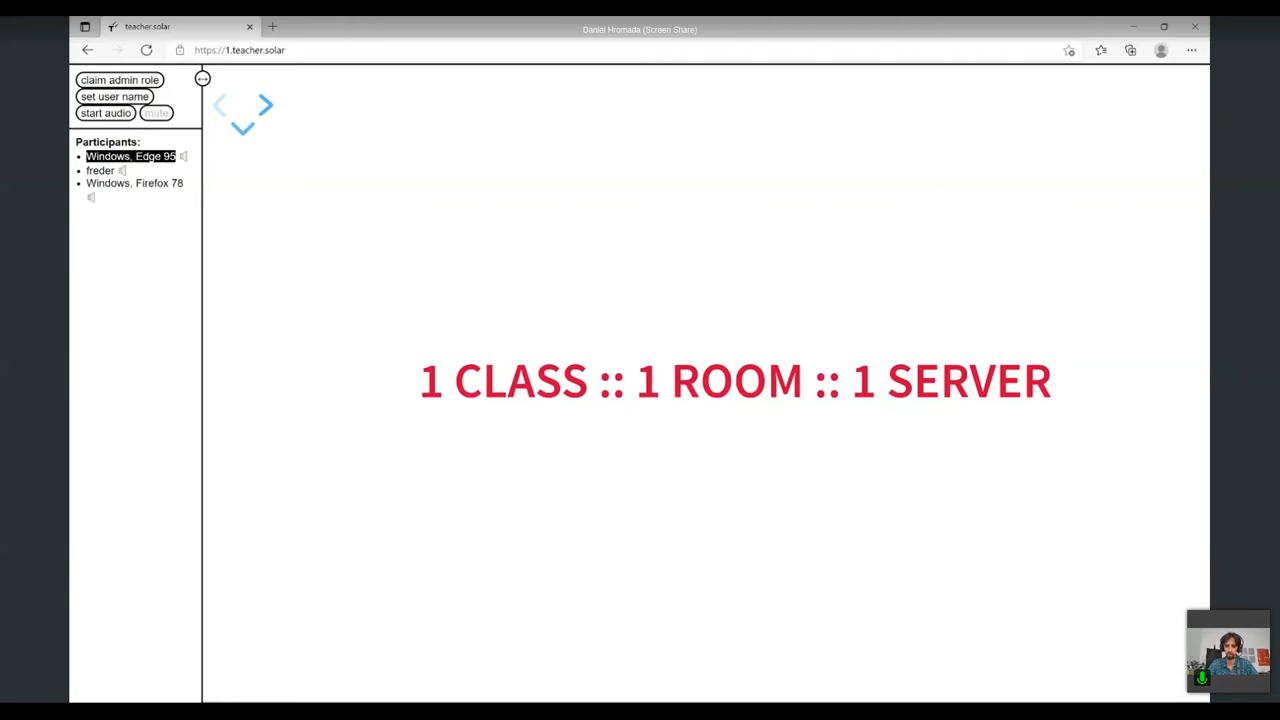 Daniel Hromada (Screen Share)
teacher.solar
https://1.teacher.solar
claim admin role
set user name
start audio
mute
Participants:
Windows, Edge 95
freder
Windows, Firefox 78
1 CLASS :: 1 ROOM :: 1 SERVER